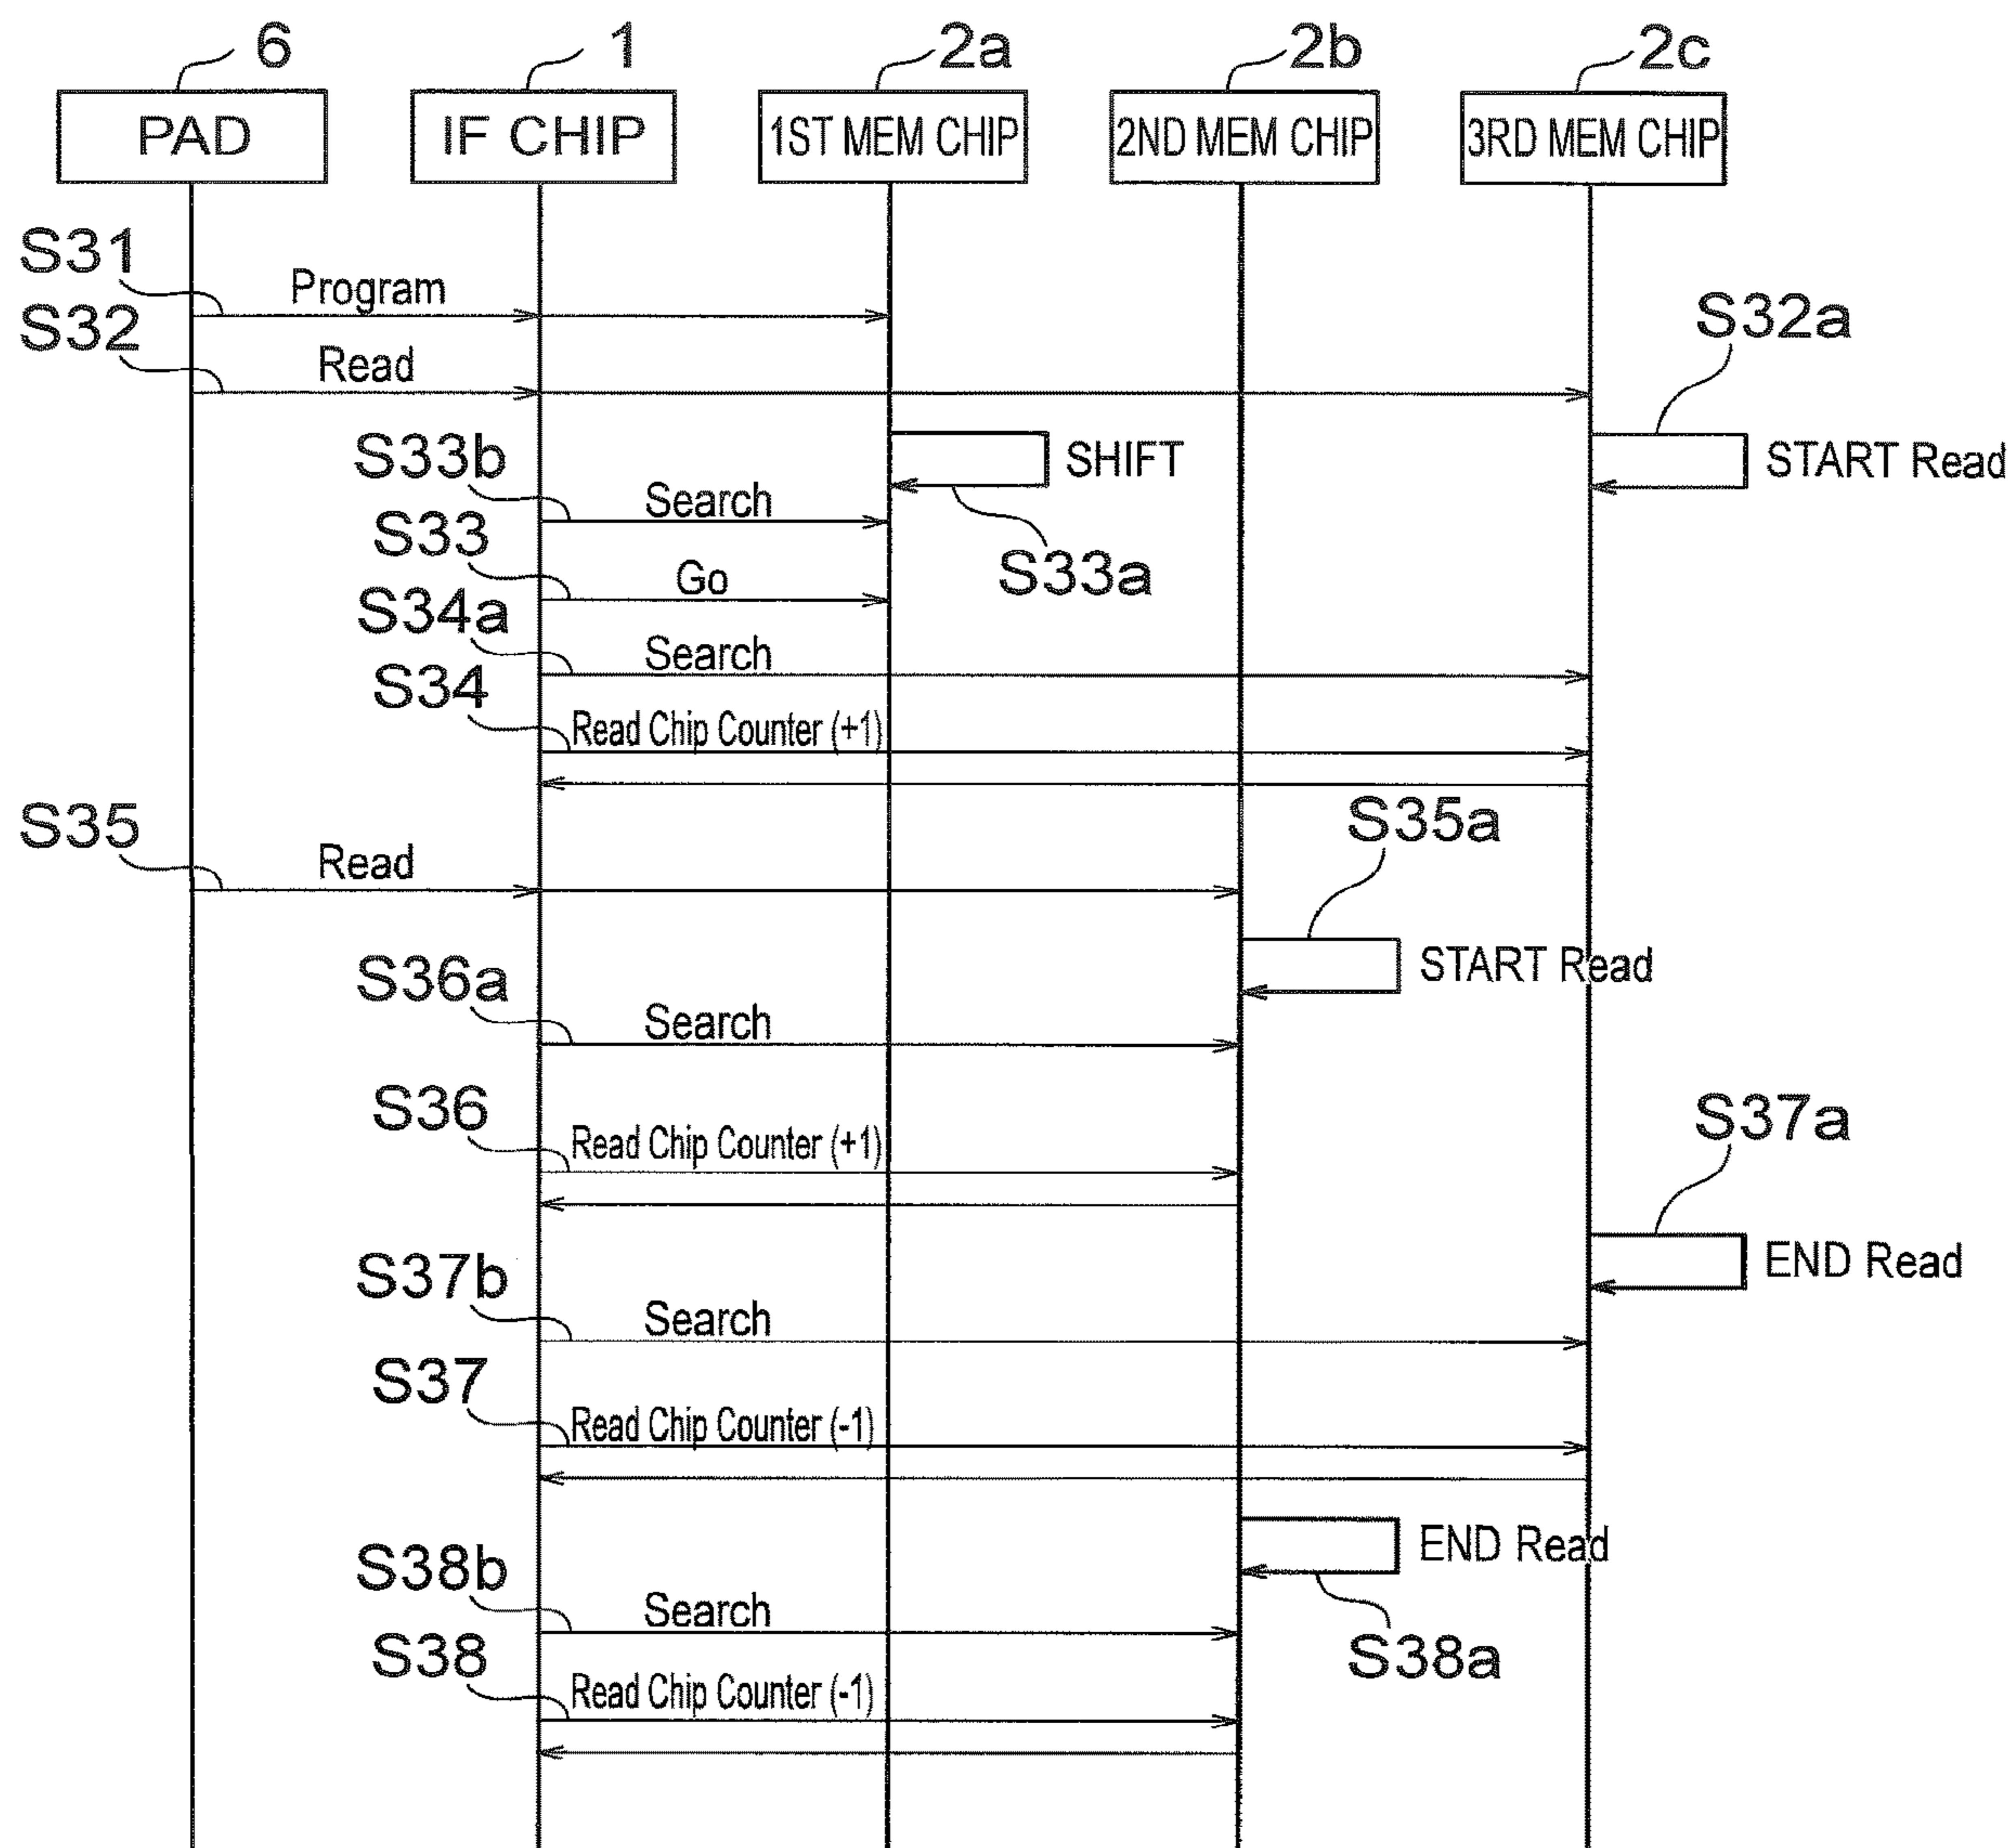 6
1
2a
2b
2c
PAD
IF CHIP
1ST MEM CHIP
2ND MEM CHIP
3RD MEM CHIP
S31
Program
S32
Read
S32a
S33b
SHIFT
START Read
Search
S33
S33a
Go
S34a
Search
S34
Read Chip Counter (+1)
S35
S35a
Read
S36a
START Read
Search
S36
Read Chip Counter (+1)
S37a
S37b
END Read
Search
S37
Read Chip Counter (-1)
END Read
S38b
Search
S38
S38a
Read Chip Counter (-1)